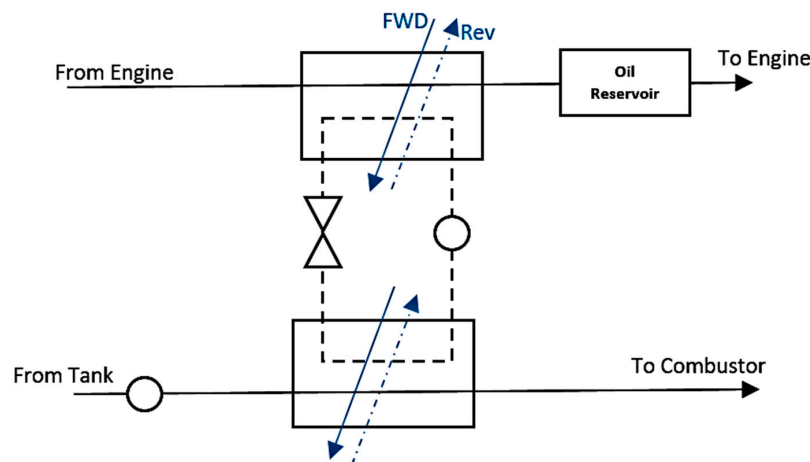 FWD
Rev
From Engine
Oil
Reservoir
To Engine
From Tank
To Combustor